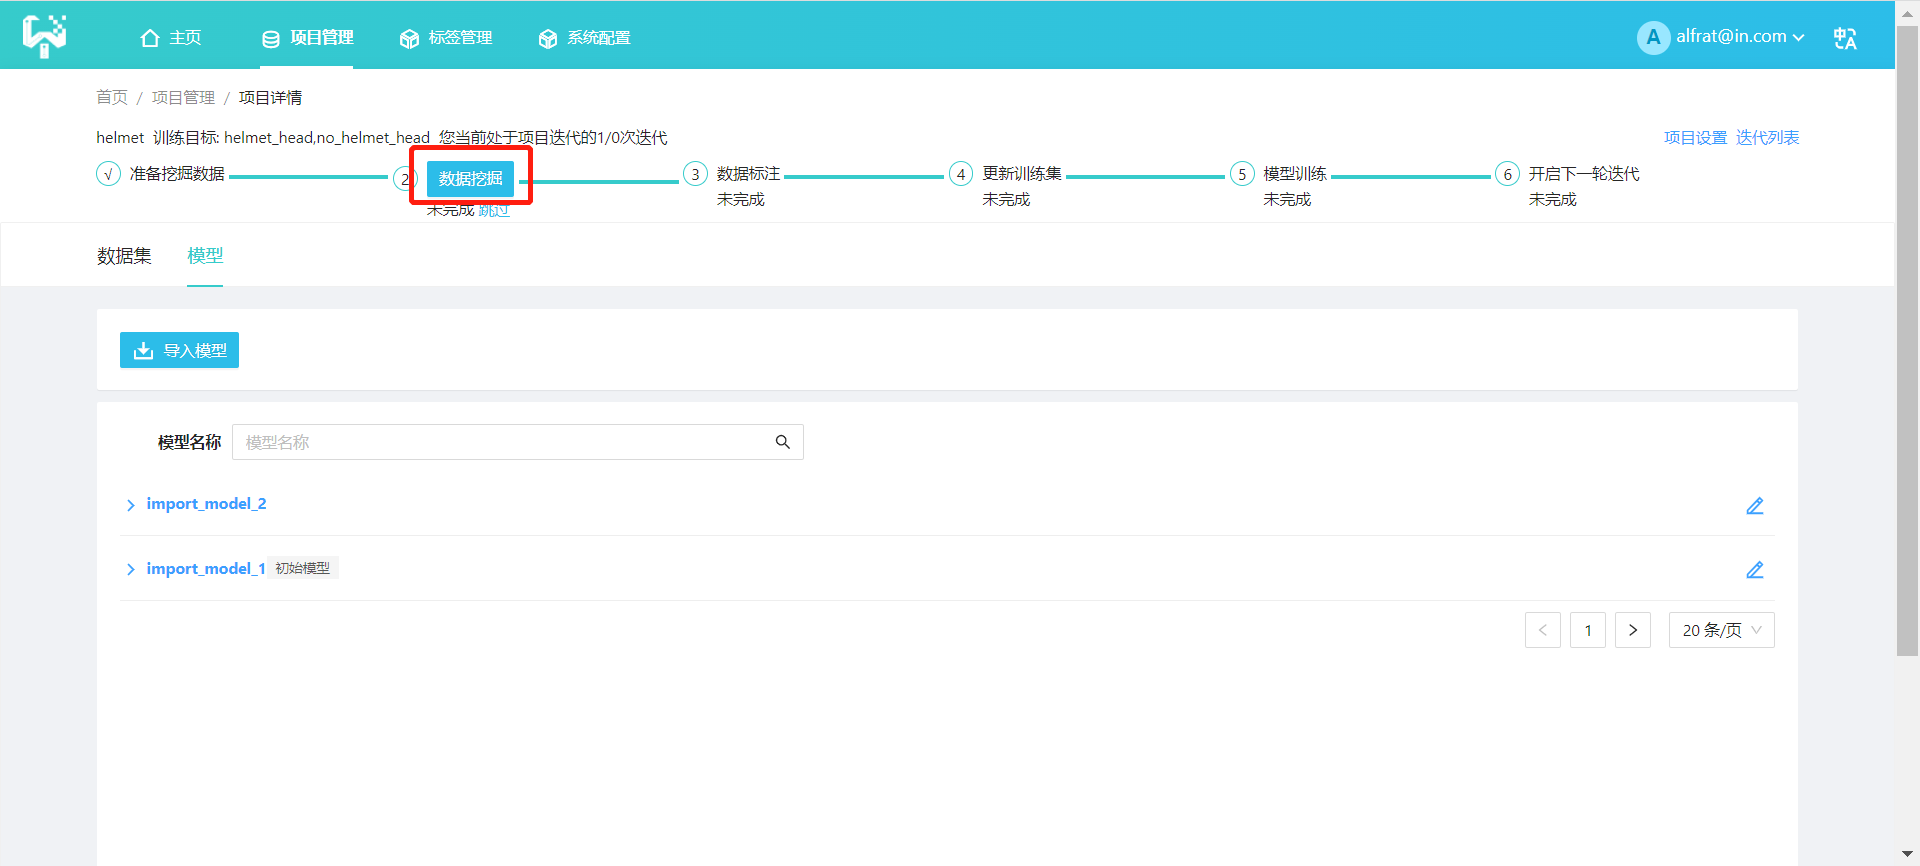 主页 项目管理 标签管理 系统配置 A alfrat@in.com 中A
首页 / 项目管理 / 项目详情
helmet 训练目标: helmet_head,no_helmet_head 您当前处于项目迭代的1/0次迭代 项目设置 迭代列表
√ 准备挖掘数据 2 数据挖掘 3 数据标注 4 更新训练集 5 模型训练 6 开启下一轮迭代
未完成 跳过 未完成 未完成 未完成 未完成
数据集 模型
导入模型
模型名称 模型名称
import_model_2
import_model_1 初始模型
< 1 > 20 条/页